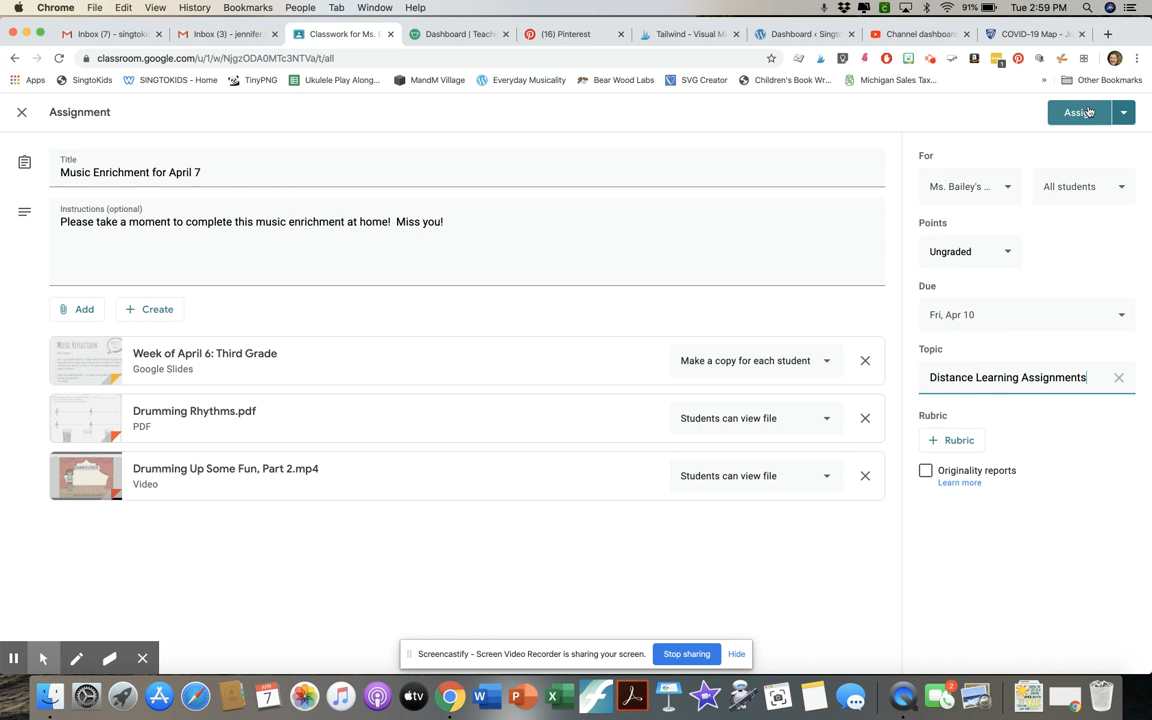 Chrome File Edit View History Bookmarks People Tab Window Help 91% Tue 2:59 PM
Inbox (7) - singtokid Inbox (3) - jennifer. Classwork for Ms. Dashboard | Teach (16) Pinterest Tailwind - Visual M Dashboard ‹ Singto Channel dashboard COVID-19 Map - Jo
classroom.google.com/u/1/w/NjgzODA0MTc3NTVa/t/all
Apps SingtoKids SINGTOKIDS - Home TinyPNG Ukulele Play Along... MandM Village Everyday Musicality Bear Wood Labs SVG Creator Children's Book Wr... Michigan Sales Tax... » Other Bookmarks
Assignment
Assign
Title
Music Enrichment for April 7
Instructions (optional)
Please take a moment to complete this music enrichment at home! Miss you!
Add
Create
Week of April 6: Third Grade
Google Slides
Make a copy for each student
Drumming Rhythms.pdf
PDF
Students can view file
Drumming Up Some Fun, Part 2.mp4
Video
Students can view file
For
Ms. Bailey's ... All students
Points
Ungraded
Due
Fri, Apr 10
Topic
Distance Learning Assignments
Rubric
Rubric
Originality reports
Learn more
Screencastify - Screen Video Recorder is sharing your screen. Stop sharing Hide